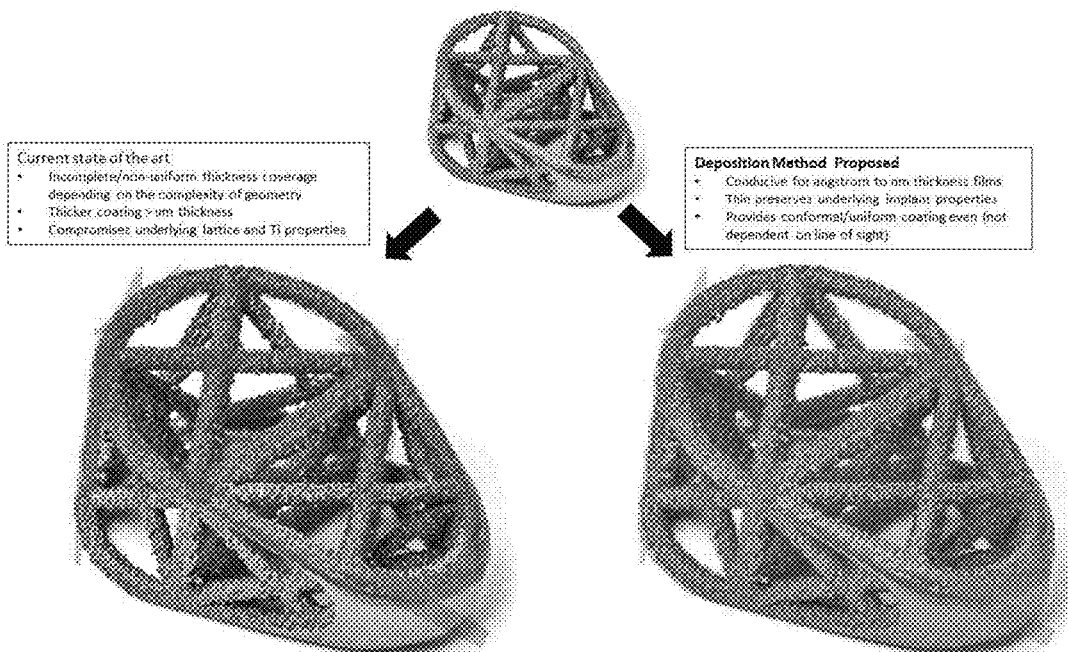 Current state of the art
• Incomplete/non-uniform thickness coverage
depending on the complexity of geometry
• Thicker coating > um thickness
• Compromises underlying lattice and Ti properties
Deposition Method Proposed
• Conducive for angstrom to nm thickness films
• Thin preserves underlying implant properties
• Provides conformal/uniform coating even (not
dependent on line of sight)